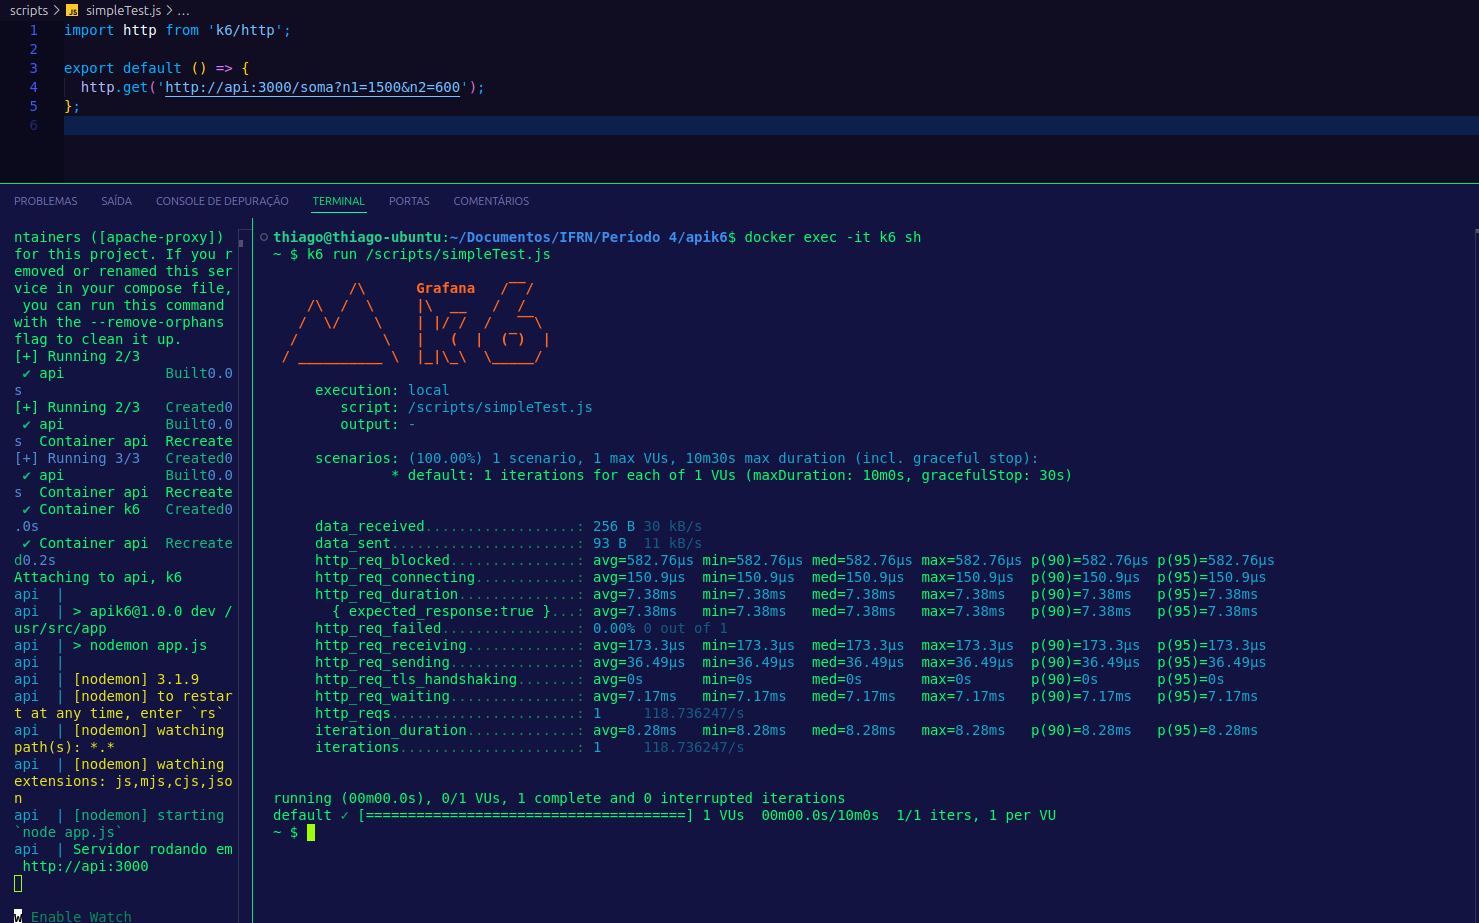 scripts > JS simpleTest.js > ...
1 import http from 'k6/http';
2
3 export default () => {
4   http.get('http://api:3000/soma?n1=1500&n2=600');
5 };
6
PROBLEMAS SAÍDA CONSOLE DE DEPURAÇÃO TERMINAL PORTAS COMENTÁRIOS
ntainers ([apache-proxy])
for this project. If you r
emoved or renamed this ser
vice in your compose file,
 you can run this command
with the --remove-orphans
flag to clean it up.
[+] Running 2/3
 ✔ api            Built0.0
s
[+] Running 2/3   Created0
 ✔ api            Built0.0
s  Container api  Recreate
[+] Running 3/3   Created0
 ✔ api            Built0.0
s  Container api  Recreate
 ✔ Container k6   Created0
.0s
 ✔ Container api  Recreate
d0.2s
Attaching to api, k6
api  |
api  | > apik6@1.0.0 dev /
usr/src/app
api  | > nodemon app.js
api  |
api  | [nodemon] 3.1.9
api  | [nodemon] to restar
t at any time, enter `rs`
api  | [nodemon] watching
path(s): *.*
api  | [nodemon] watching
extensions: js,mjs,cjs,jso
n
api  | [nodemon] starting
`node app.js`
api  | Servidor rodando em
 http://api:3000
w Enable Watch
thiago@thiago-ubuntu:~/Documentos/IFRN/Período 4/apik6$ docker exec -it k6 sh
~ $ k6 run /scripts/simpleTest.js
Grafana
execution: local
script: /scripts/simpleTest.js
output: -
scenarios: (100.00%) 1 scenario, 1 max VUs, 10m30s max duration (incl. graceful stop):
* default: 1 iterations for each of 1 VUs (maxDuration: 10m0s, gracefulStop: 30s)
data_received..................: 256 B 30 kB/s
data_sent......................: 93 B  11 kB/s
http_req_blocked...............: avg=582.76µs min=582.76µs med=582.76µs max=582.76µs p(90)=582.76µs p(95)=582.76µs
http_req_connecting............: avg=150.9µs  min=150.9µs  med=150.9µs  max=150.9µs  p(90)=150.9µs  p(95)=150.9µs
http_req_duration..............: avg=7.38ms   min=7.38ms   med=7.38ms   max=7.38ms   p(90)=7.38ms   p(95)=7.38ms
{ expected_response:true }...: avg=7.38ms   min=7.38ms   med=7.38ms   max=7.38ms   p(90)=7.38ms   p(95)=7.38ms
http_req_failed................: 0.00% 0 out of 1
http_req_receiving.............: avg=173.3µs  min=173.3µs  med=173.3µs  max=173.3µs  p(90)=173.3µs  p(95)=173.3µs
http_req_sending...............: avg=36.49µs  min=36.49µs  med=36.49µs  max=36.49µs  p(90)=36.49µs  p(95)=36.49µs
http_req_tls_handshaking.......: avg=0s       min=0s       med=0s       max=0s       p(90)=0s       p(95)=0s
http_req_waiting...............: avg=7.17ms   min=7.17ms   med=7.17ms   max=7.17ms   p(90)=7.17ms   p(95)=7.17ms
http_reqs......................: 1     118.736247/s
iteration_duration.............: avg=8.28ms   min=8.28ms   med=8.28ms   max=8.28ms   p(90)=8.28ms   p(95)=8.28ms
iterations.....................: 1     118.736247/s
running (00m00.0s), 0/1 VUs, 1 complete and 0 interrupted iterations
default ✓ [======================================] 1 VUs  00m00.0s/10m0s  1/1 iters, 1 per VU
~ $